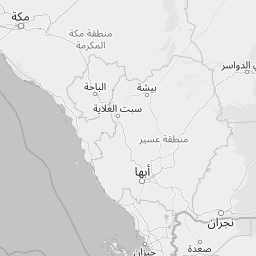 مكة
منطقة مكة
المكرمة
الدواسر
الباحة
بيشة
سبت العلاية
منطقة عسير
أبها
نجران
صعدة
جيزان